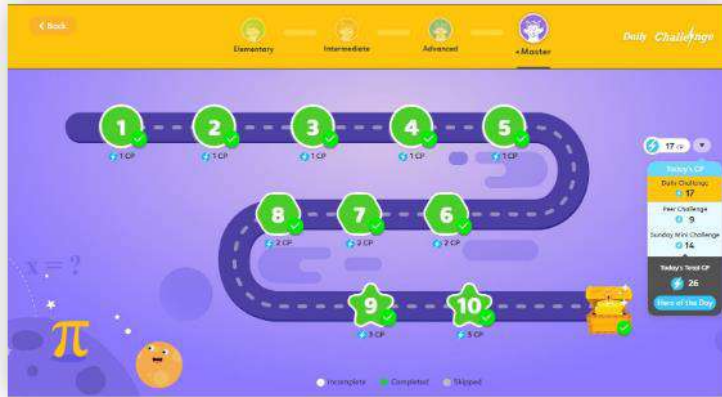 < Back
Elementary
Intermediate
Advanced
Master
Daily Challenge
1
2
3
4
5
1 CP
1 CP
1 CP
1 CP
1 CP
17 CP
Today's CP
Daily Challenge
17
Peer Challenge
9
Sunday Mini Challenge
14
Today's Total CP
26
Hero of the Day
8
7
6
2 CP
2 CP
2 CP
x = ?
9
10
3 CP
π
Incomplete
Completed
Skipped